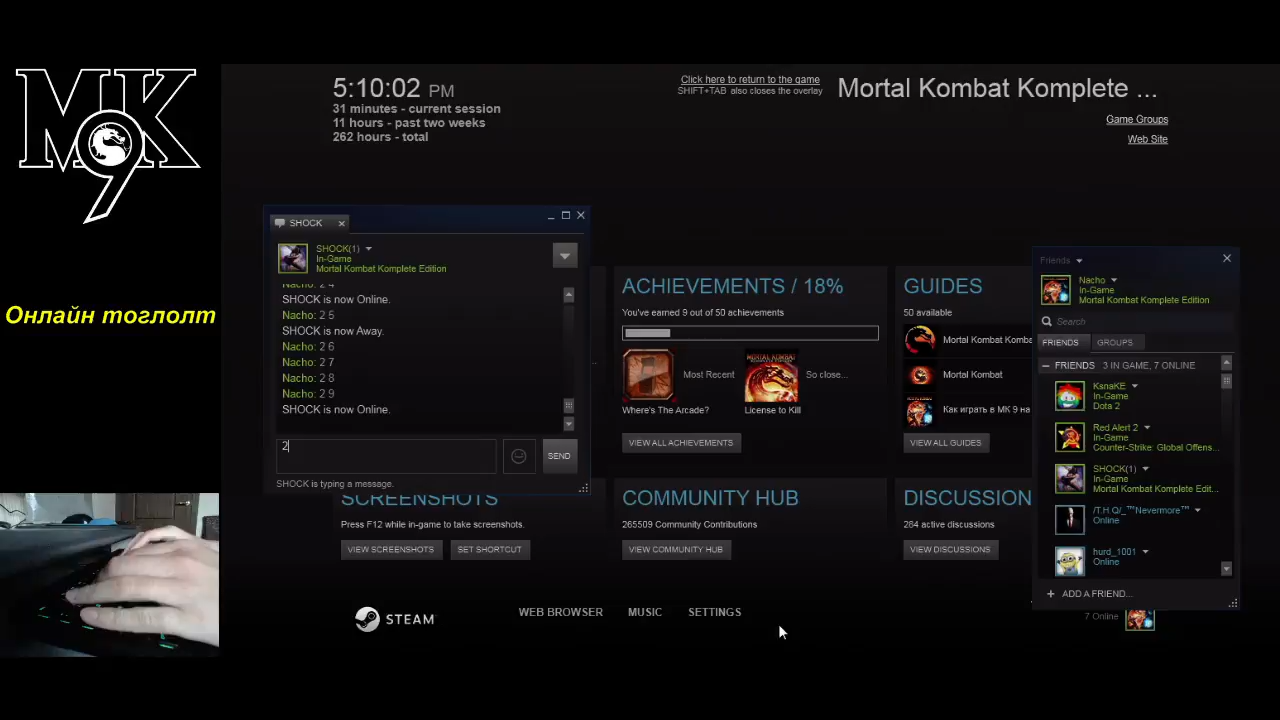 MK
9
Онлайн тоглолт
5:10:02 PM
31 minutes - current session
11 hours - past two weeks
262 hours - total
Click here to return to the game
SHIFT+TAB also closes the overlay
Mortal Kombat Komplete ...
Game Groups
Web Site
SHOCK
SHOCK(1)
In-Game
Mortal Kombat Komplete Edition
Nacho: 2 4
SHOCK is now Online.
Nacho: 2 5
SHOCK is now Away.
Nacho: 2 6
Nacho: 2 7
Nacho: 2 8
Nacho: 2 9
SHOCK is now Online.
2
SEND
SHOCK is typing a message.
ACHIEVEMENTS / 18%
You've earned 9 out of 50 achievements
Most Recent
So close...
Where's The Arcade?
License to Kill
VIEW ALL ACHIEVEMENTS
GUIDES
50 available
Mortal Kombat Komba
Mortal Kombat
Как играть в МК 9 на
VIEW ALL GUIDES
SCREENSHOTS
Press F12 while in-game to take screenshots.
VIEW SCREENSHOTS
SET SHORTCUT
COMMUNITY HUB
265509 Community Contributions
VIEW COMMUNITY HUB
DISCUSSION
284 active discussions
VIEW DISCUSSIONS
Friends
Nacho
In-Game
Mortal Kombat Komplete Edition
Search
FRIENDS
GROUPS
FRIENDS 3 IN GAME, 7 ONLINE
KsnaKE
In-Game
Dota 2
Red Alert 2
In-Game
Counter-Strike: Global Offens...
SHOCK(1)
In-Game
Mortal Kombat Komplete Edit...
/T.H Q/_™Nevermore™
Online
hurd_1001
Online
+ ADD A FRIEND...
7 Online
STEAM
WEB BROWSER
MUSIC
SETTINGS